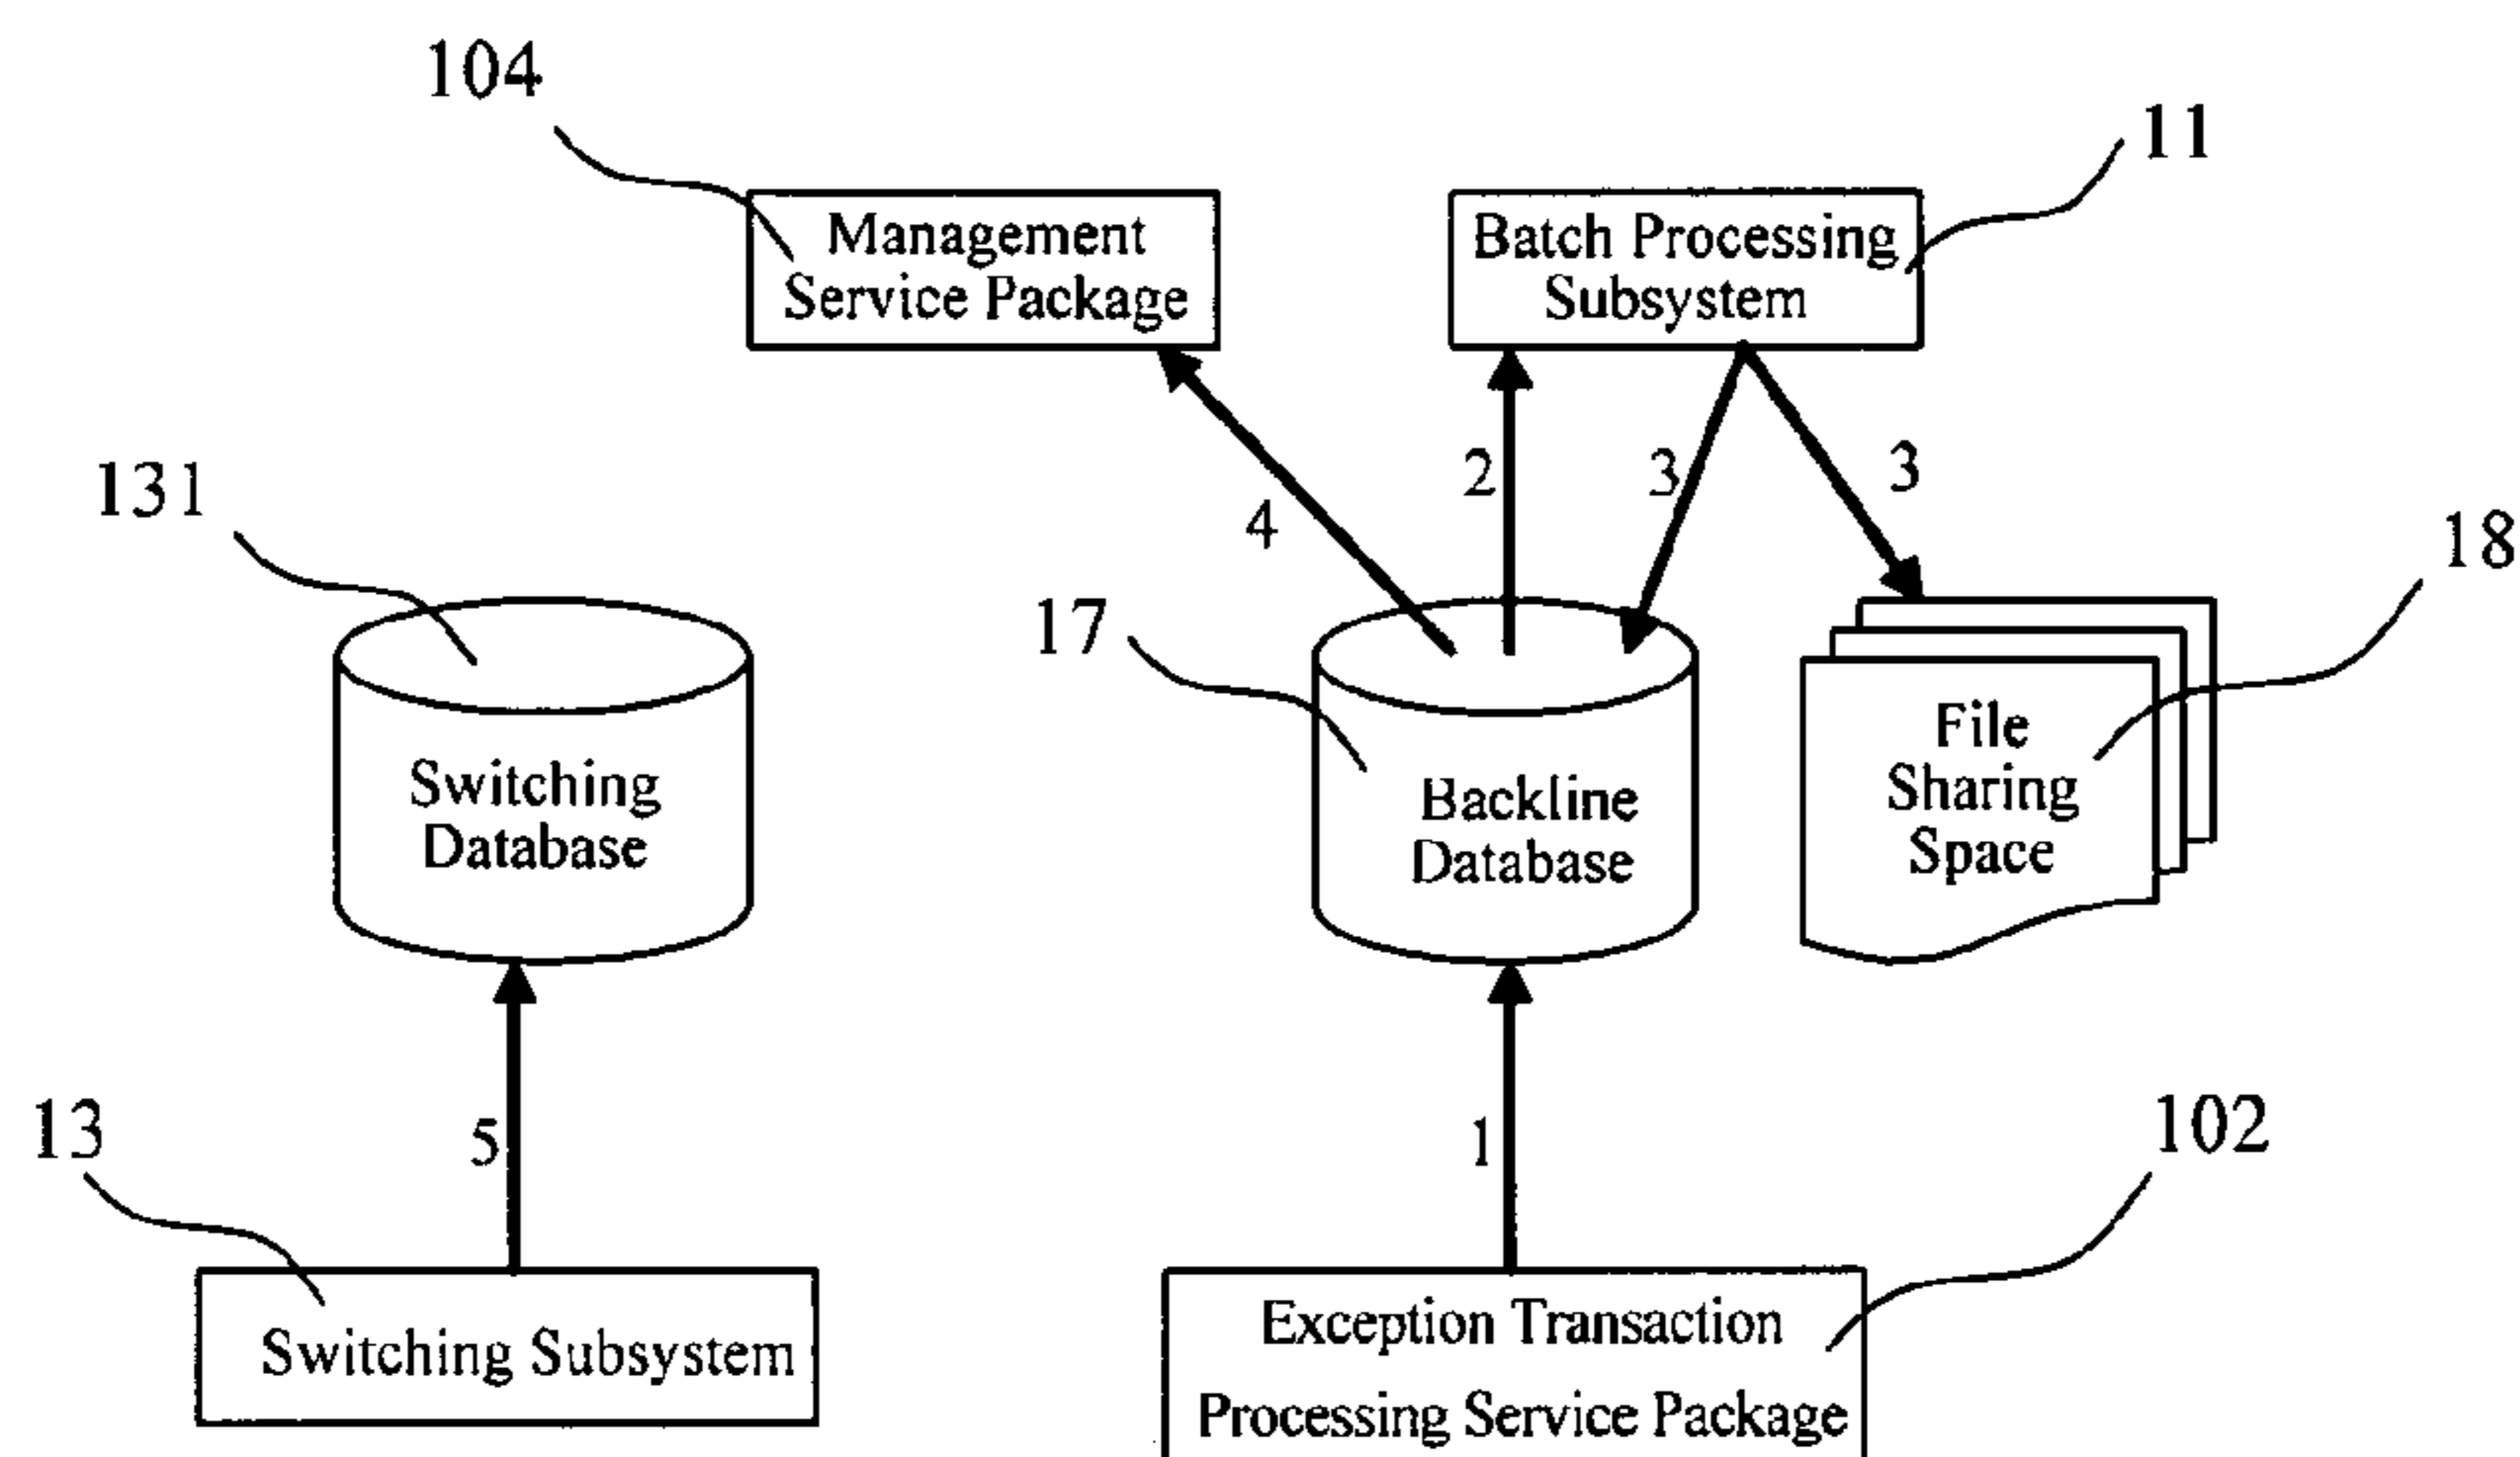 104
11
Management
Service Package
Batch Processing
Subsystem
131
2
3
3
4
18
17
File
Sharing
Space
Switching
Database
Backline
Database
13
5
1
102
Switching Subsystem
Exception Transaction
Processing Service Package